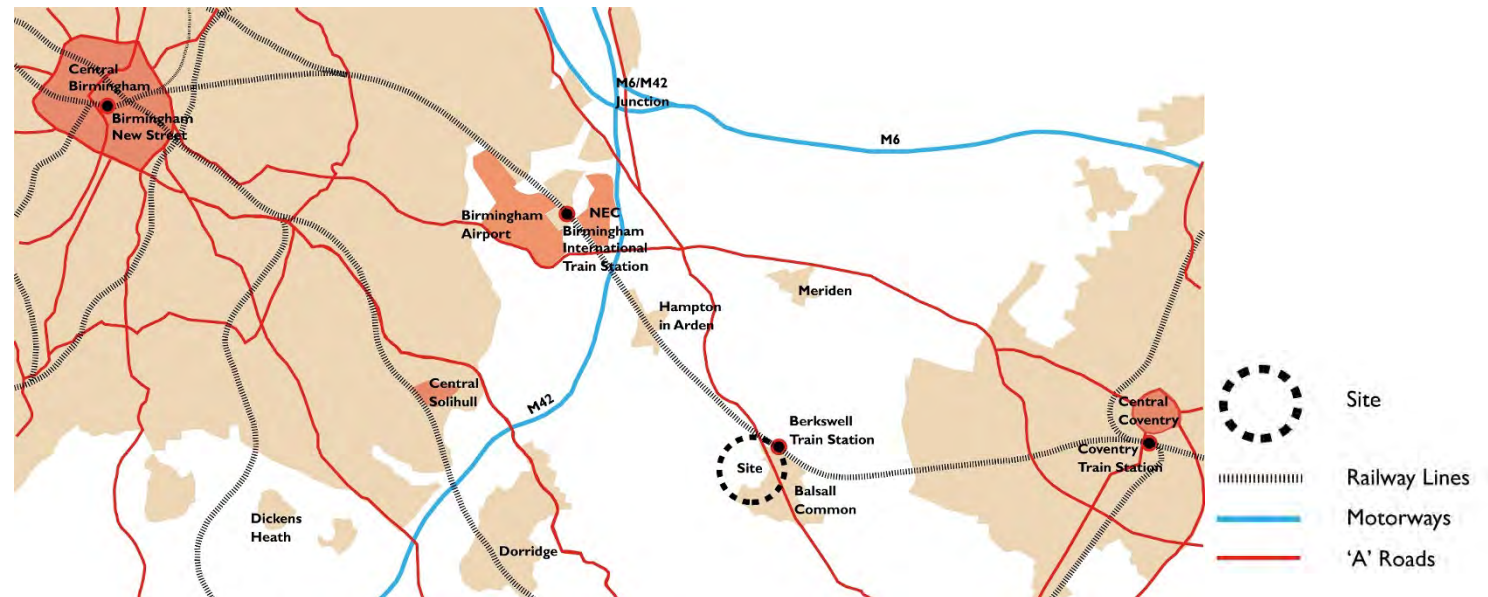 Central
Birmingham
Birmingham
New Street
M6/M42
Junction
M6
Birmingham
Airport
NEC
Birmingham
International
Train Station
Meriden
Hampton
in Arden
Central
Solihull
M42
Berkswell
Train Station
Site
Balsall
Common
Central
Coventry
Coventry
Train Station
Dickens
Heath
Dorridge
Site
Railway Lines
Motorways
‘A’ Roads